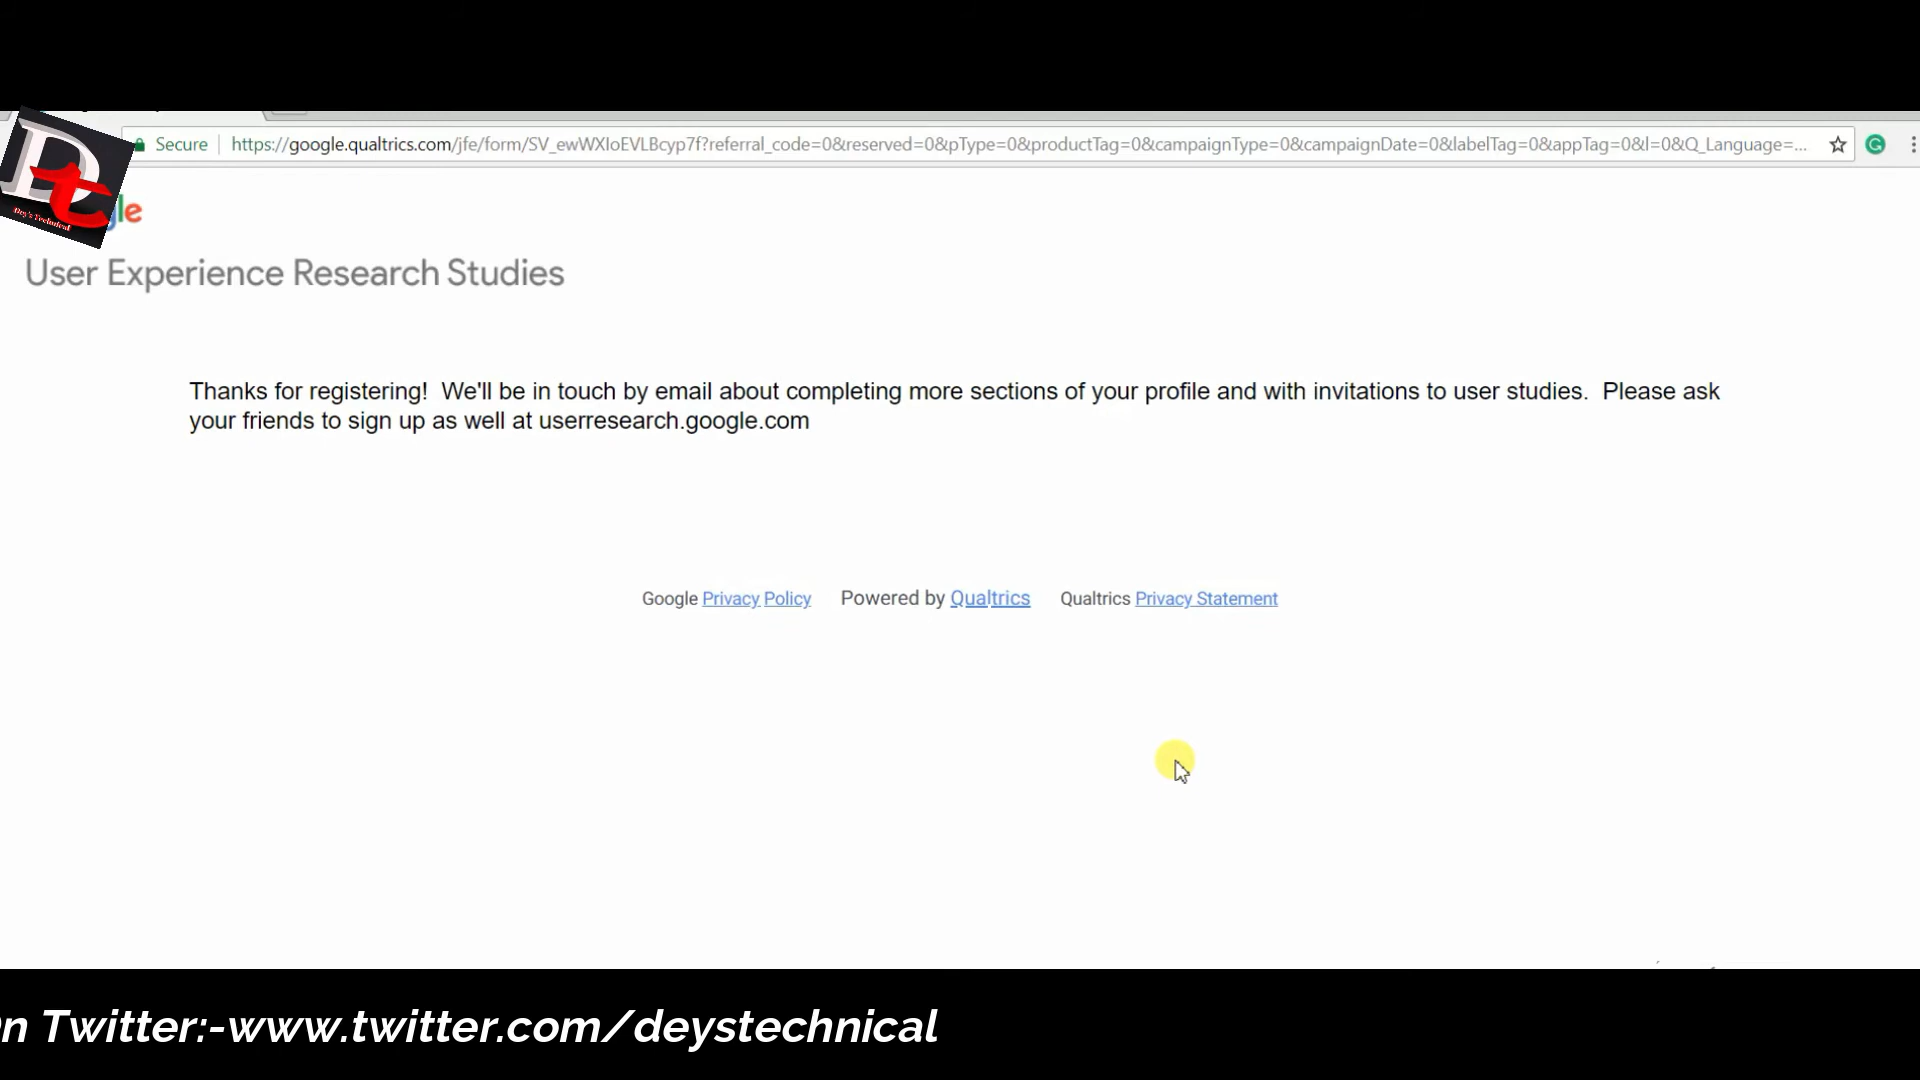 Secure https://google.qualtrics.com/jfe/form/SV_ewWXIoEVLBcyp7f?referral_code=0&reserved=0&pType=0&productTag=0&campaignType=0&campaignDate=0&labelTag=0&appTag=0&l=0&Q_Language=...
Dt
Dey's Technical
gle
User Experience Research Studies
Thanks for registering! We'll be in touch by email about completing more sections of your profile and with invitations to user studies. Please ask
your friends to sign up as well at userresearch.google.com
Google Privacy Policy Powered by Qualtrics Qualtrics Privacy Statement
n Twitter:-www.twitter.com/deystechnical